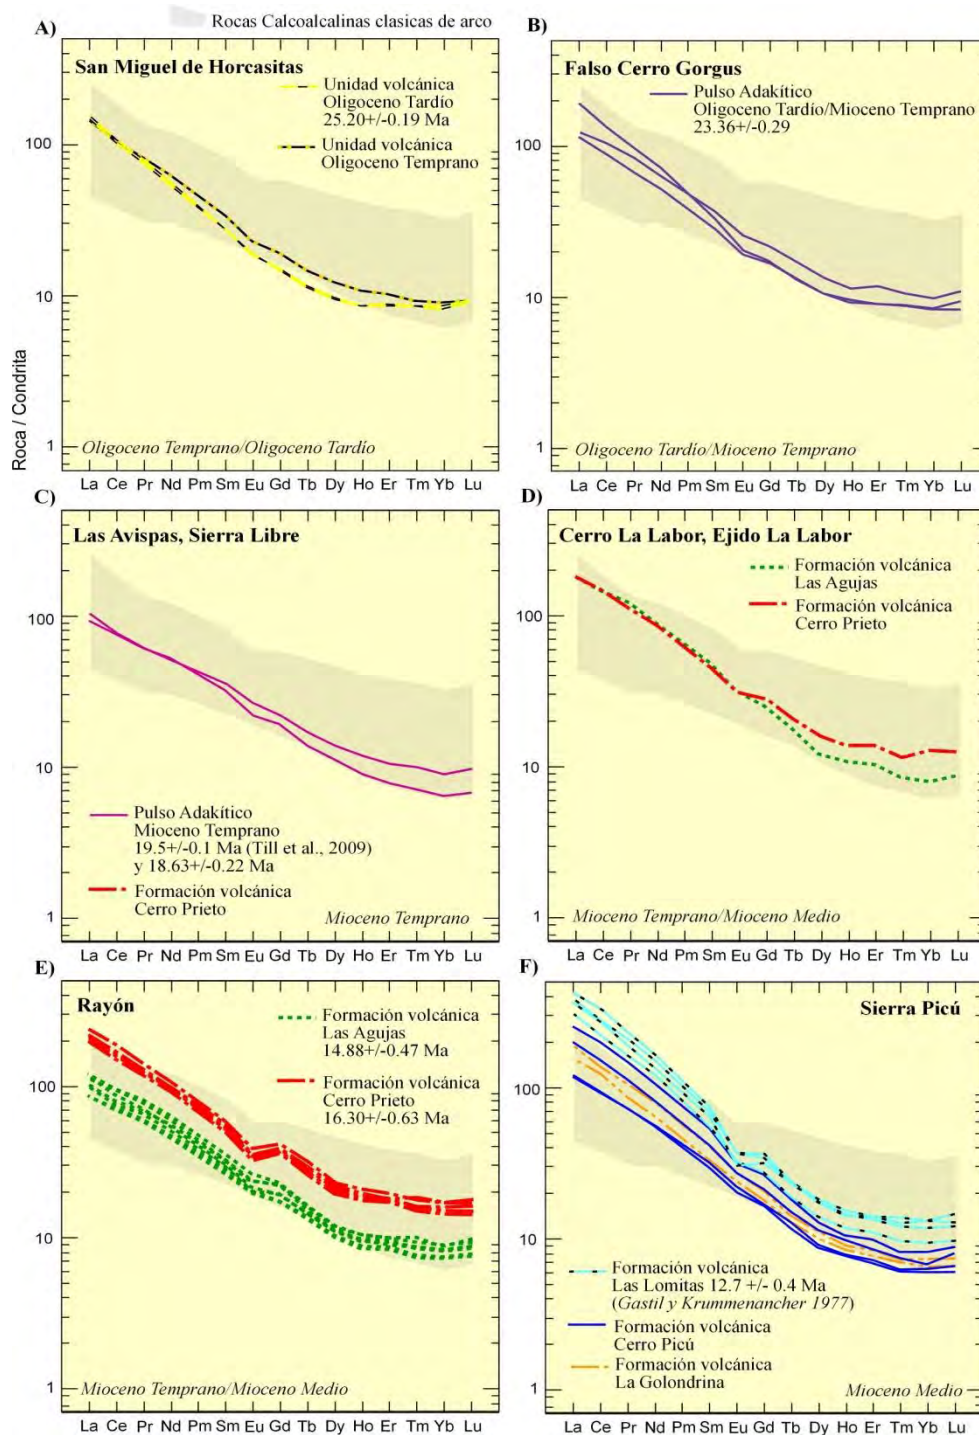 Rocas Calcoalcalinas clasicas de arco
A)
San Miguel de Horcasitas
Unidad volcánica
Oligoceno Tardío
25.20+/-0.19 Ma
Unidad volcánica
Oligoceno Temprano
100
10
1
Roca / Condrita
Oligoceno Temprano/Oligoceno Tardío
La Ce Pr Nd Pm Sm Eu Gd Tb Dy Ho Er Tm Yb Lu
B)
Falso Cerro Gorgus
Pulso Adakítico
Oligoceno Tardío/Mioceno Temprano
23.36+/-0.29
100
10
1
Oligoceno Tardío/Mioceno Temprano
La Ce Pr Nd Pm Sm Eu Gd Tb Dy Ho Er Tm Yb Lu
C)
Las Avispas, Sierra Libre
100
10
1
Pulso Adakítico
Mioceno Temprano
19.5+/-0.1 Ma (Till et al., 2009)
y 18.63+/-0.22 Ma
Formación volcánica
Cerro Prieto
Mioceno Temprano
La Ce Pr Nd Pm Sm Eu Gd Tb Dy Ho Er Tm Yb Lu
D)
Cerro La Labor, Ejido La Labor
Formación volcánica
Las Agujas
Formación volcánica
Cerro Prieto
100
10
1
Mioceno Temprano/Mioceno Medio
La Ce Pr Nd Pm Sm Eu Gd Tb Dy Ho Er Tm Yb Lu
E)
Rayón
Formación volcánica
Las Agujas
14.88+/-0.47 Ma
Formación volcánica
Cerro Prieto
16.30+/-0.63 Ma
100
10
1
Mioceno Temprano/Mioceno Medio
La Ce Pr Nd Pm Sm Eu Gd Tb Dy Ho Er Tm Yb Lu
F)
Sierra Picú
100
10
1
Formación volcánica
Las Lomitas 12.7 +/- 0.4 Ma
(Gastil y Krummenancher 1977)
Formación volcánica
Cerro Picú
Formación volcánica
La Golondrina
Mioceno Medio
La Ce Pr Nd Pm Sm Eu Gd Tb Dy Ho Er Tm Yb Lu